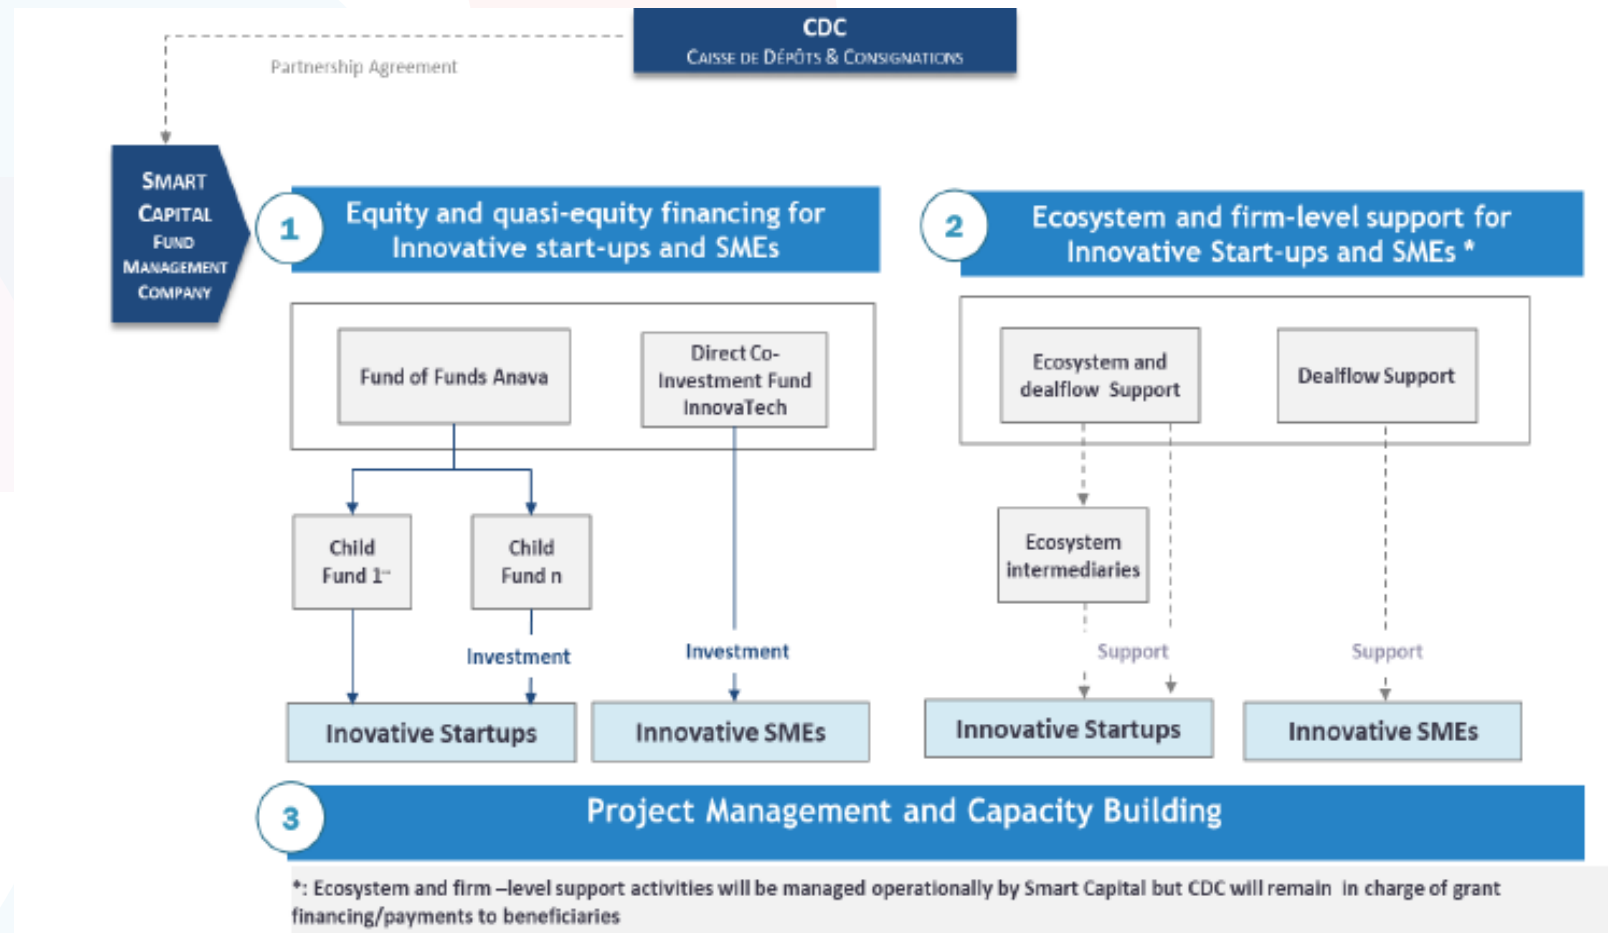 CDC
CAISSE DE DÉPÔTS & CONSIGNATIONS
Partnership Agreement
SMART
CAPITAL
FUND
MANAGEMENT
COMPANY
1
Equity and quasi-equity financing for
Innovative start-ups and SMEs
2
Ecosystem and firm-level support for
Innovative Start-ups and SMEs *
Fund of Funds Anava
Direct Co-
Investment Fund
InnovaTech
Ecosystem and
dealflow Support
Dealflow Support
Child
Fund 1--
Child
Fund n
Ecosystem
intermediaries
Investment
Investment
Support
Support
Inovative Startups
Innovative SMEs
Innovative Startups
Innovative SMEs
3
Project Management and Capacity Building
*: Ecosystem and firm –level support activities will be managed operationally by Smart Capital but CDC will remain in charge of grant
financing/payments to beneficiaries